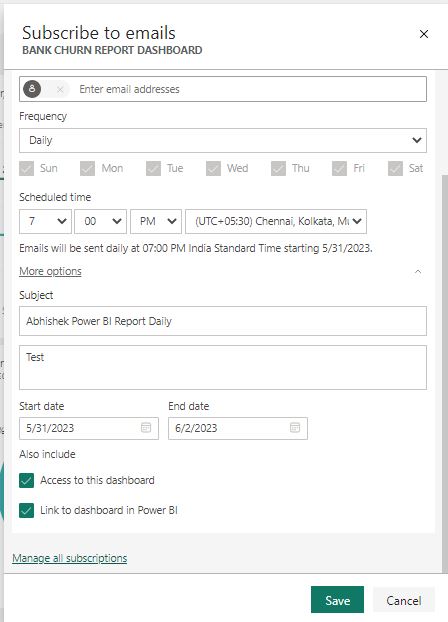 Subscribe to emails
BANK CHURN REPORT DASHBOARD
Enter email addresses
Frequency
Daily
Sun Mon Tue Wed Thu Fri Sat
Scheduled time
7 00 PM (UTC+05:30) Chennai, Kolkata,
Emails will be sent daily at 07:00 PM India Standard Time starting 5/31/2023.
More options
Subject
Abhishek Power BI Report Daily
Test
Start date End date
5/31/2023 6/2/2023
Also include
Access to this dashboard
Link to dashboard in Power BI
Manage all subscriptions
Save Cancel